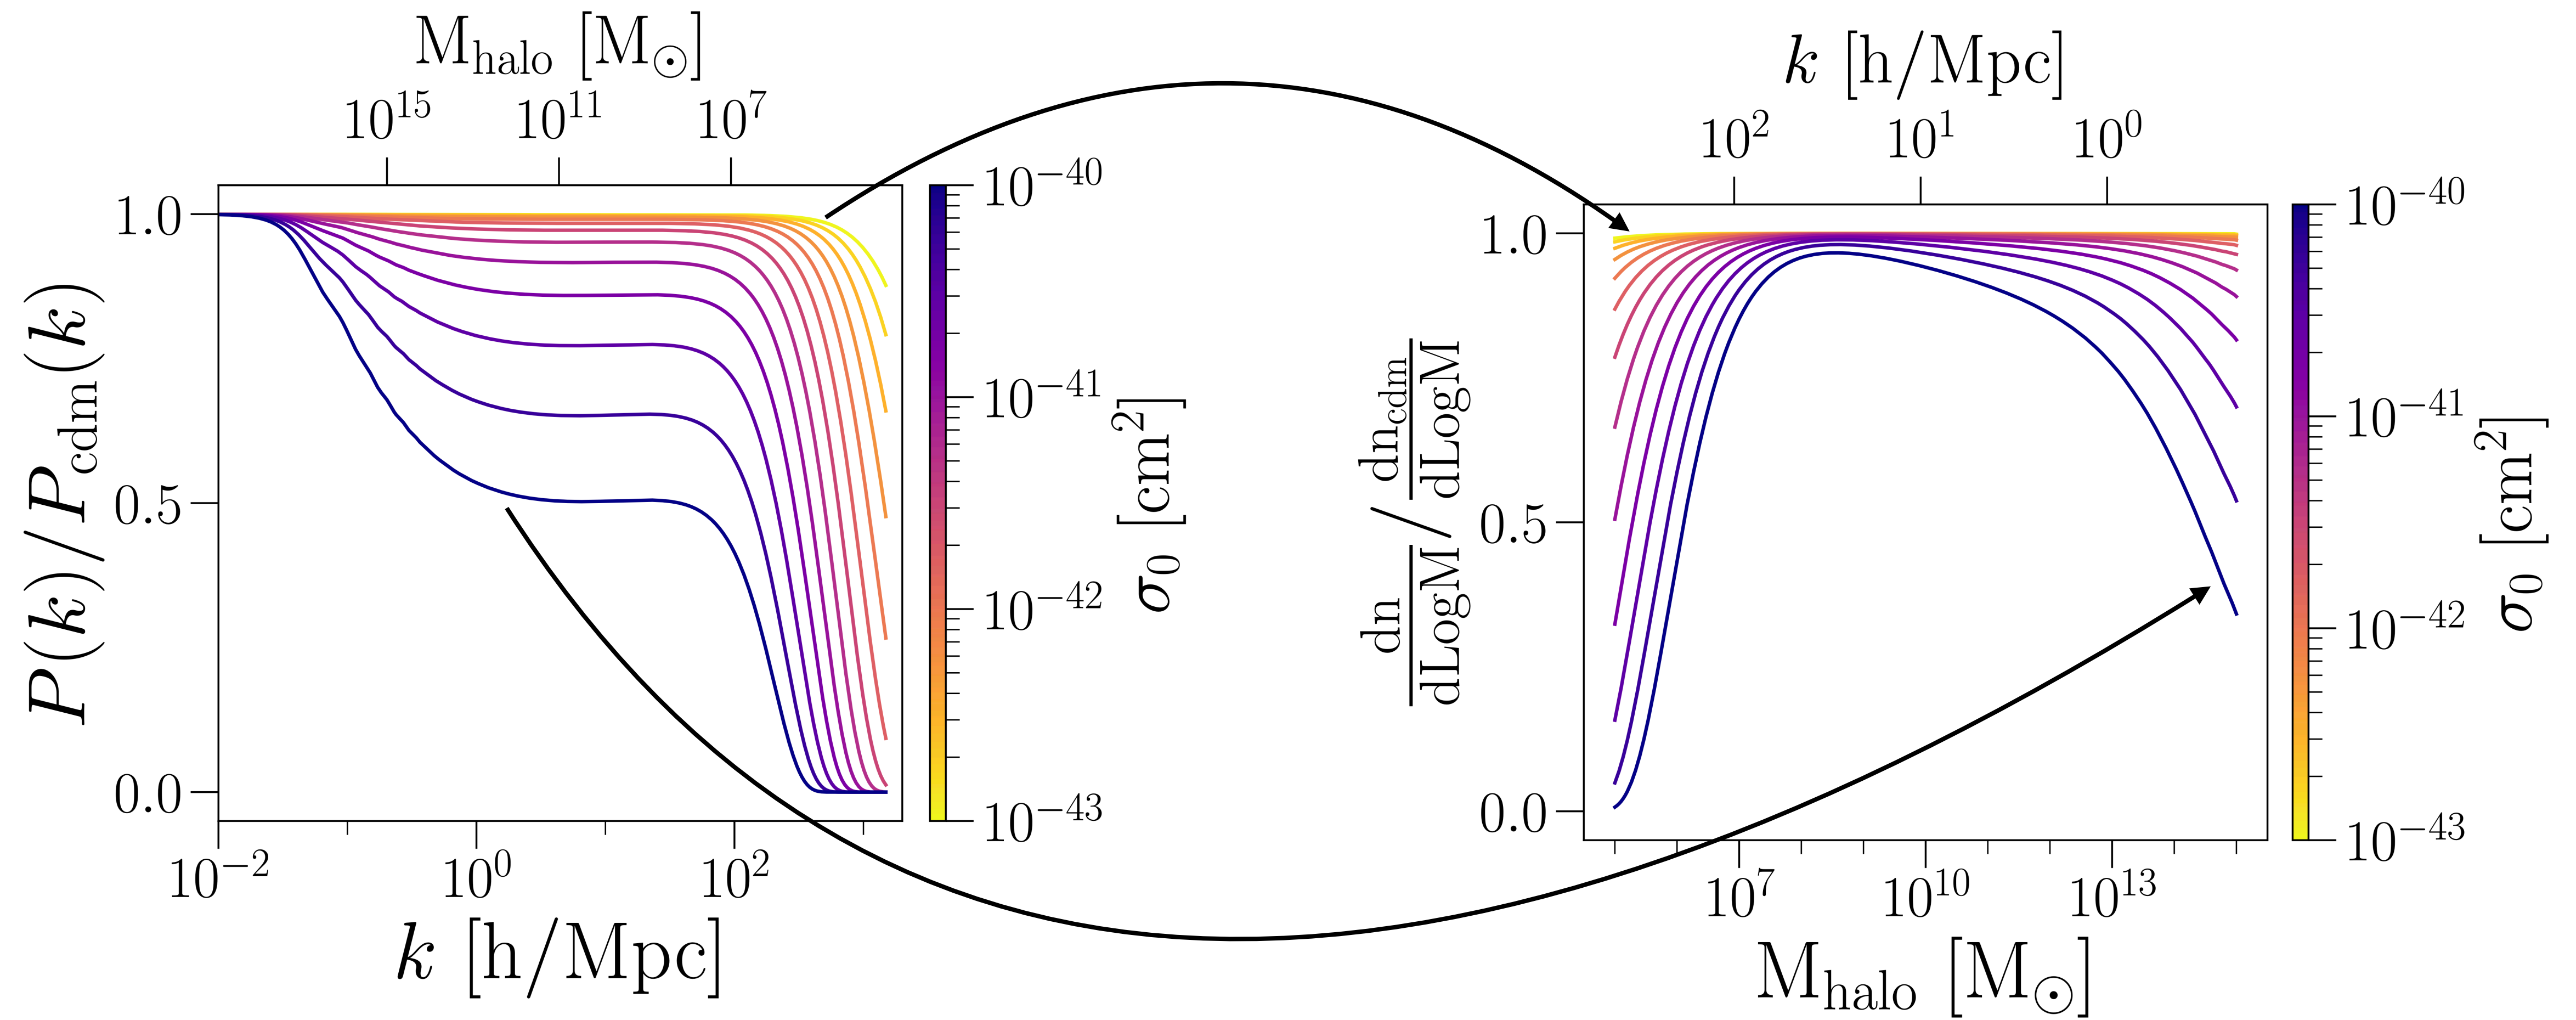 M_halo [M_⊙]
10^15 10^11 10^7
P(k)/P_cdm(k)
1.0
0.5
0.0
10^−2 10^0 10^2
k [h/Mpc]
10^−40
10^−41
10^−42
10^−43
σ_0 [cm^2]
k [h/Mpc]
10^2 10^1 10^0
dn/dLogM / dn_cdm/dLogM
1.0
0.5
0.0
10^7 10^10 10^13
M_halo [M_⊙]
10^−40
10^−41
10^−42
10^−43
σ_0 [cm^2]